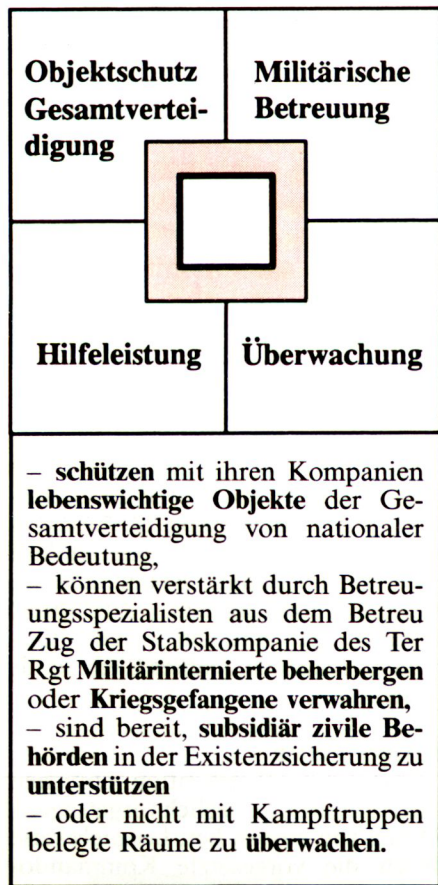 Objektschutz
Gesamtvertei-
digung
Militärische
Betreuung
Hilfeleistung
Überwachung
– schützen mit ihren Kompanien
lebenswichtige Objekte der Ge-
samtverteidigung von nationaler
Bedeutung,
– können verstärkt durch Betreu-
ungsspezialisten aus dem Betreu
Zug der Stabskompanie des Ter
Rgt Militärinternierte beherbergen
oder Kriegsgefangene verwahren,
– sind bereit, subsidiär zivile Be-
hörden in der Existenzsicherung zu
unterstützen
– oder nicht mit Kampftruppen
belegte Räume zu überwachen.